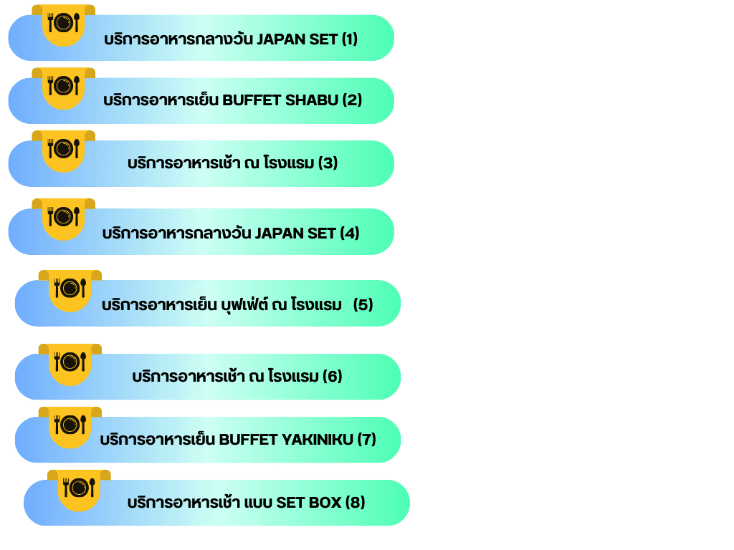 บริการอาหารกลางวัน JAPAN SET (1)
บริการอาหารเย็น BUFFET SHABU (2)
บริการอาหารเช้า ณ โรงแรม (3)
บริการอาหารกลางวัน JAPAN SET (4)
บริการอาหารเย็น บุฟเฟ่ต์ ณ โรงแรม (5)
บริการอาหารเช้า ณ โรงแรม (6)
บริการอาหารเย็น BUFFET YAKINIKU (7)
บริการอาหารเช้า แบบ SET BOX (8)